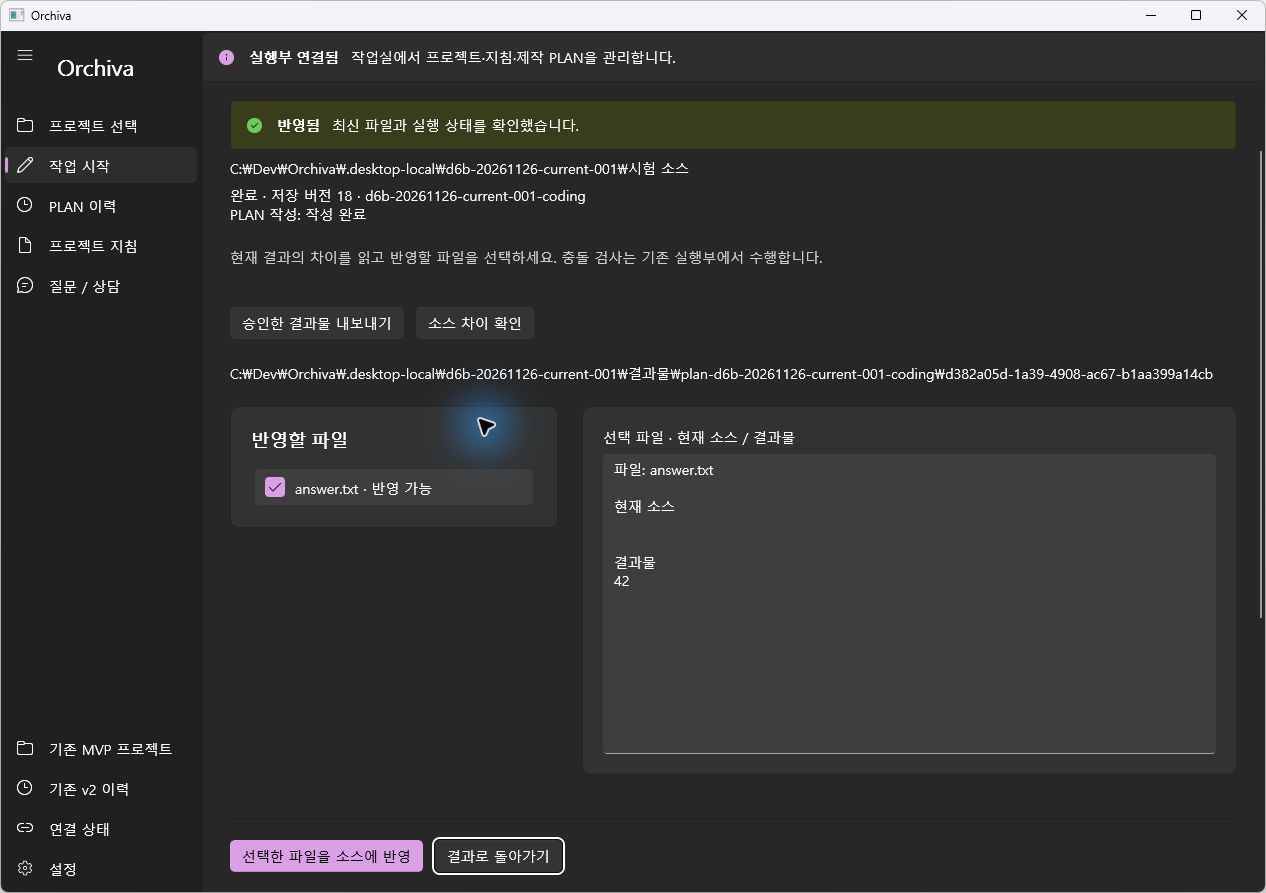 Orchiva
Orchiva
프로젝트 선택
작업 시작
PLAN 이력
프로젝트 지침
질문 / 상담
기존 MVP 프로젝트
기존 v2 이력
연결 상태
설정
실행부 연결됨 작업실에서 프로젝트·지침·제작 PLAN을 관리합니다.
반영됨 최신 파일과 실행 상태를 확인했습니다.
C:₩Dev₩Orchiva₩.desktop-local₩d6b-20261126-current-001₩시험 소스
완료 · 저장 버전 18 · d6b-20261126-current-001-coding
PLAN 작성: 작성 완료
현재 결과의 차이를 읽고 반영할 파일을 선택하세요. 충돌 검사는 기존 실행부에서 수행합니다.
승인한 결과물 내보내기
소스 차이 확인
C:₩Dev₩Orchiva₩.desktop-local₩d6b-20261126-current-001₩결과물₩plan-d6b-20261126-current-001-coding₩d382a05d-1a39-4908-ac67-b1aa399a14cb
반영할 파일
answer.txt · 반영 가능
선택 파일 · 현재 소스 / 결과물
파일: answer.txt
현재 소스
결과물
42
선택한 파일을 소스에 반영
결과로 돌아가기